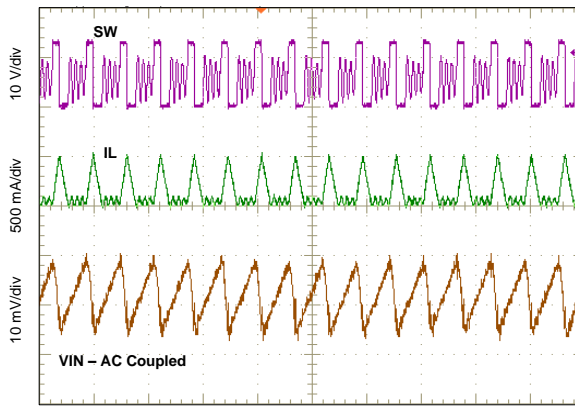 SW
10 V/div
IL
500 mA/div
10 mV/div
VIN – AC Coupled